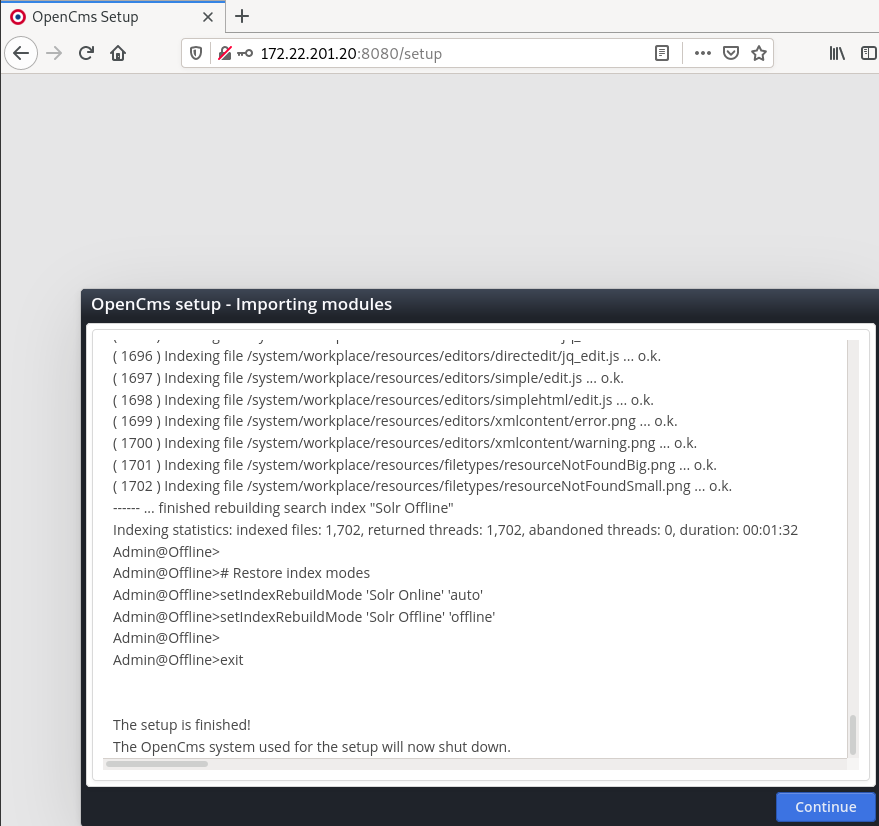 OpenCms Setup
172.22.201.20:8080/setup
OpenCms setup - Importing modules
( 1696 ) Indexing file /system/workplace/resources/editors/directedit/jq_edit.js ... o.k.
( 1697 ) Indexing file /system/workplace/resources/editors/simple/edit.js ... o.k.
( 1698 ) Indexing file /system/workplace/resources/editors/simplehtml/edit.js ... o.k.
( 1699 ) Indexing file /system/workplace/resources/editors/xmlcontent/error.png ... o.k.
( 1700 ) Indexing file /system/workplace/resources/editors/xmlcontent/warning.png ... o.k.
( 1701 ) Indexing file /system/workplace/resources/filetypes/resourceNotFoundBig.png ... o.k.
( 1702 ) Indexing file /system/workplace/resources/filetypes/resourceNotFoundSmall.png ... o.k.
------ ... finished rebuilding search index "Solr Offline"
Indexing statistics: indexed files: 1,702, returned threads: 1,702, abandoned threads: 0, duration: 00:01:32
Admin@Offline>
Admin@Offline># Restore index modes
Admin@Offline>setIndexRebuildMode 'Solr Online' 'auto'
Admin@Offline>setIndexRebuildMode 'Solr Offline' 'offline'
Admin@Offline>
Admin@Offline>exit
The setup is finished!
The OpenCms system used for the setup will now shut down.
Continue